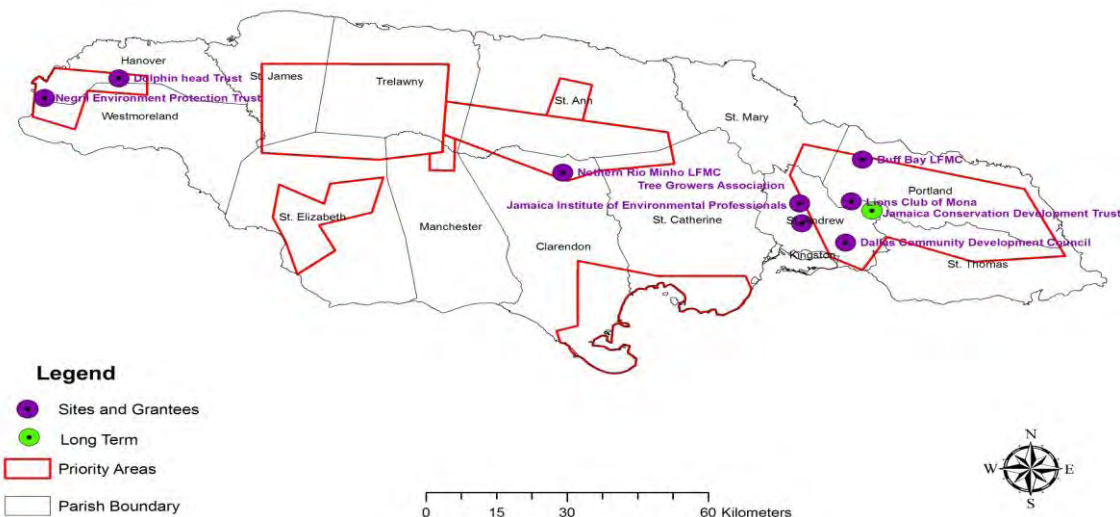 Hanover
Dolphin head Trust
St. James
Trelawny
Negril Environment Protection Trust
Westmoreland
St. Ann
St. Mary
Buff Bay LFMC
Nothern Rio Minho LFMC
Tree Growers Association
Portland
Jamaica Institute of Environmental Professionals
Lions Club of Mona
Jamaica Conservation Development Trust
St. Elizabeth
St. Catherine
St. Andrew
Manchester
Clarendon
Dallas Community Development Council
Kingston
St. Thomas
Legend
Sites and Grantees
Long Term
Priority Areas
Parish Boundary
N
W E
S
0 15 30 60 Kilometers